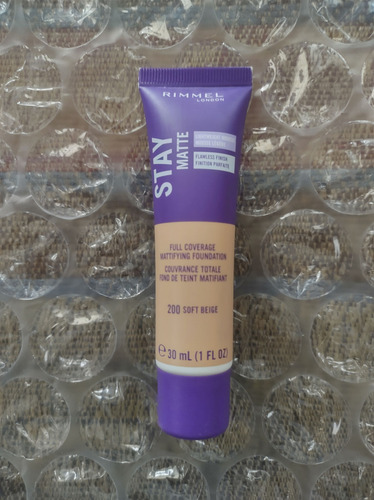 RIMMEL
LONDON
STAY
MATTE
FLAWLESS FINISH
FINITION PARFAITE
FULL COVERAGE
MATTIFYING FOUNDATION
COUVRANCE TOTALE
FOND DE TEINT MATIFIANT
200 SOFT BEIGE
℮ 30 mL (1 FL OZ)